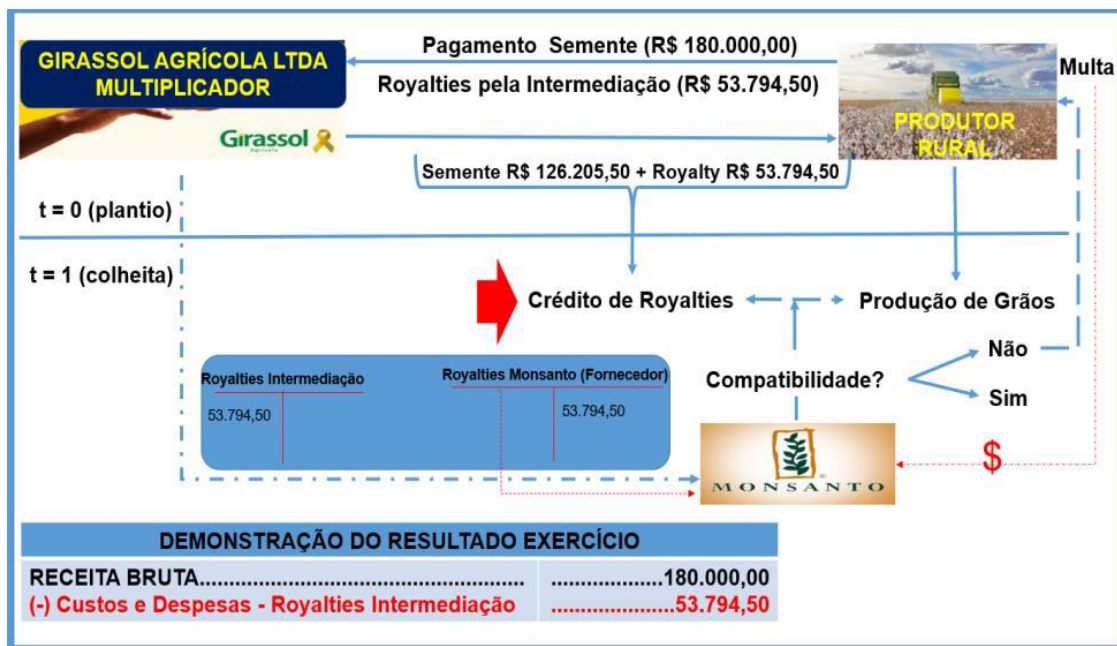 GIRASSOL AGRÍCOLA LTDA
MULTIPLICADOR
Girassol
Agrícola
Pagamento Semente (R$ 180.000,00)
Royalties pela Intermediação (R$ 53.794,50)
PRODUTOR
RURAL
Multa
Semente R$ 126.205,50 + Royalty R$ 53.794,50
t = 0 (plantio)
t = 1 (colheita)
Crédito de Royalties
Produção de Grãos
Não
Compatibilidade?
Sim
Royalties Intermediação
53.794,50
Royalties Monsanto (Fornecedor)
53.794,50
MONSANTO
$
DEMONSTRAÇÃO DO RESULTADO EXERCÍCIO
RECEITA BRUTA.......................................................... ...................180.000,00
(-) Custos e Despesas - Royalties Intermediação ......................53.794,50